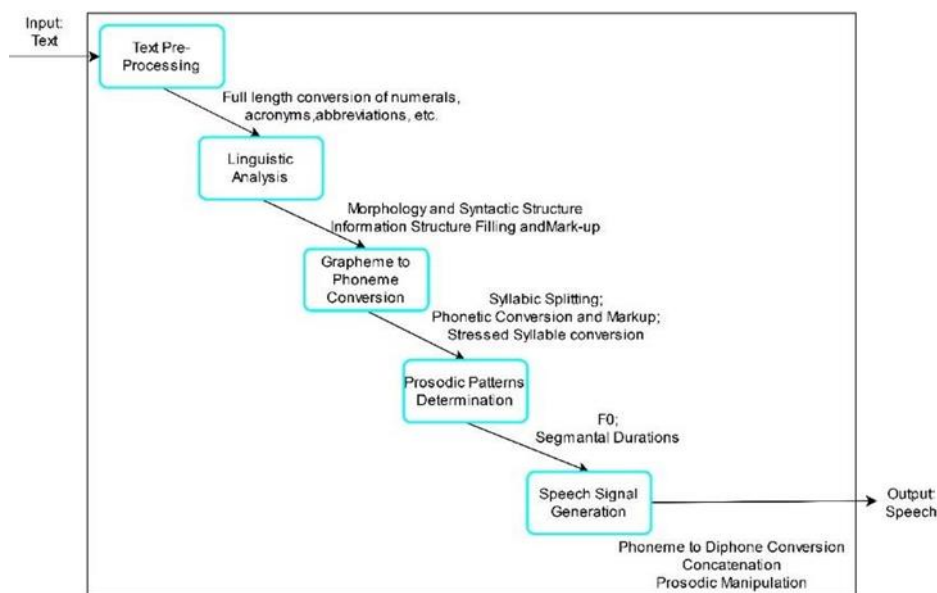 Input:
Text
Text Pre-
Processing
Full length conversion of numerals,
acronyms,abbreviations, etc.
Linguistic
Analysis
Morphology and Syntactic Structure
Information Structure Filling andMark-up
Grapheme to
Phoneme
Conversion
Syllabic Splitting;
Phonetic Conversion and Markup;
Stressed Syllable conversion
Prosodic Patterns
Determination
F0;
Segmantal Durations
Speech Signal
Generation
Output:
Speech
Phoneme to Diphone Conversion
Concatenation
Prosodic Manipulation